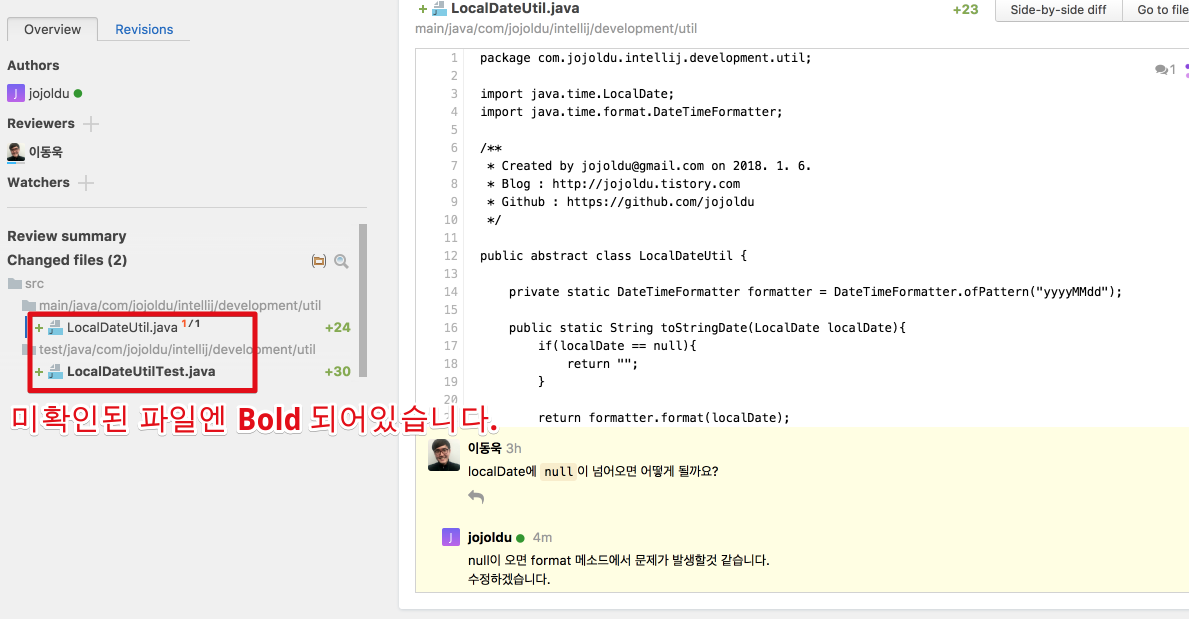 Overview Revisions
Authors
J jojoldu
Reviewers
이동욱
Watchers
Review summary
Changed files (2)
src
main/java/com/jojoldu/intellij/development/util
+ LocalDateUtil.java 1/1 +24
test/java/com/jojoldu/intellij/development/util
+ LocalDateUtilTest.java +30
미확인된 파일엔 Bold 되어있습니다.
+ LocalDateUtil.java +23 Side-by-side diff Go to file
main/java/com/jojoldu/intellij/development/util
1 package com.jojoldu.intellij.development.util;
1
2
3 import java.time.LocalDate;
4 import java.time.format.DateTimeFormatter;
5
6 /**
7 * Created by jojoldu@gmail.com on 2018. 1. 6.
8 * Blog : http://jojoldu.tistory.com
9 * Github : https://github.com/jojoldu
10 */
11
12 public abstract class LocalDateUtil {
13
14 private static DateTimeFormatter formatter = DateTimeFormatter.ofPattern("yyyyMMdd");
15
16 public static String toStringDate(LocalDate localDate){
17 if(localDate == null){
18 return "";
19 }
20
return formatter.format(localDate);
이동욱 3h
localDate에 null 이 넘어오면 어떻게 될까요?
J jojoldu 4m
null이 오면 format 메소드에서 문제가 발생할것 같습니다.
수정하겠습니다.